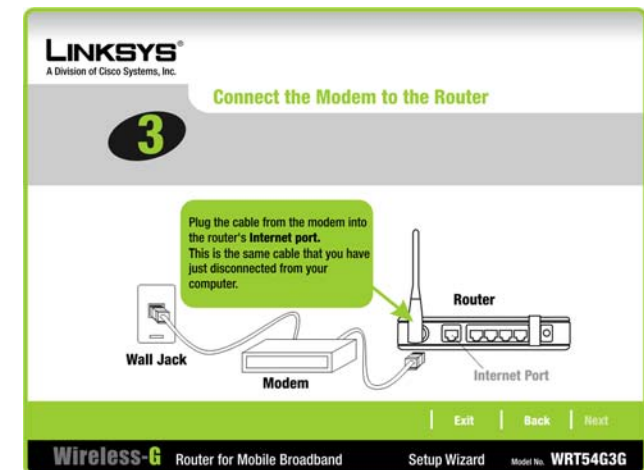 LINKSYS®
A Division of Cisco Systems, Inc.
Connect the Modem to the Router
3
Plug the cable from the modem into
the router's Internet port.
This is the same cable that you have
just disconnected from your
computer.
Router
Wall Jack
Modem
Internet Port
Exit
Back
Next
Wireless-G Router for Mobile Broadband Setup Wizard Model No. WRT54G3G